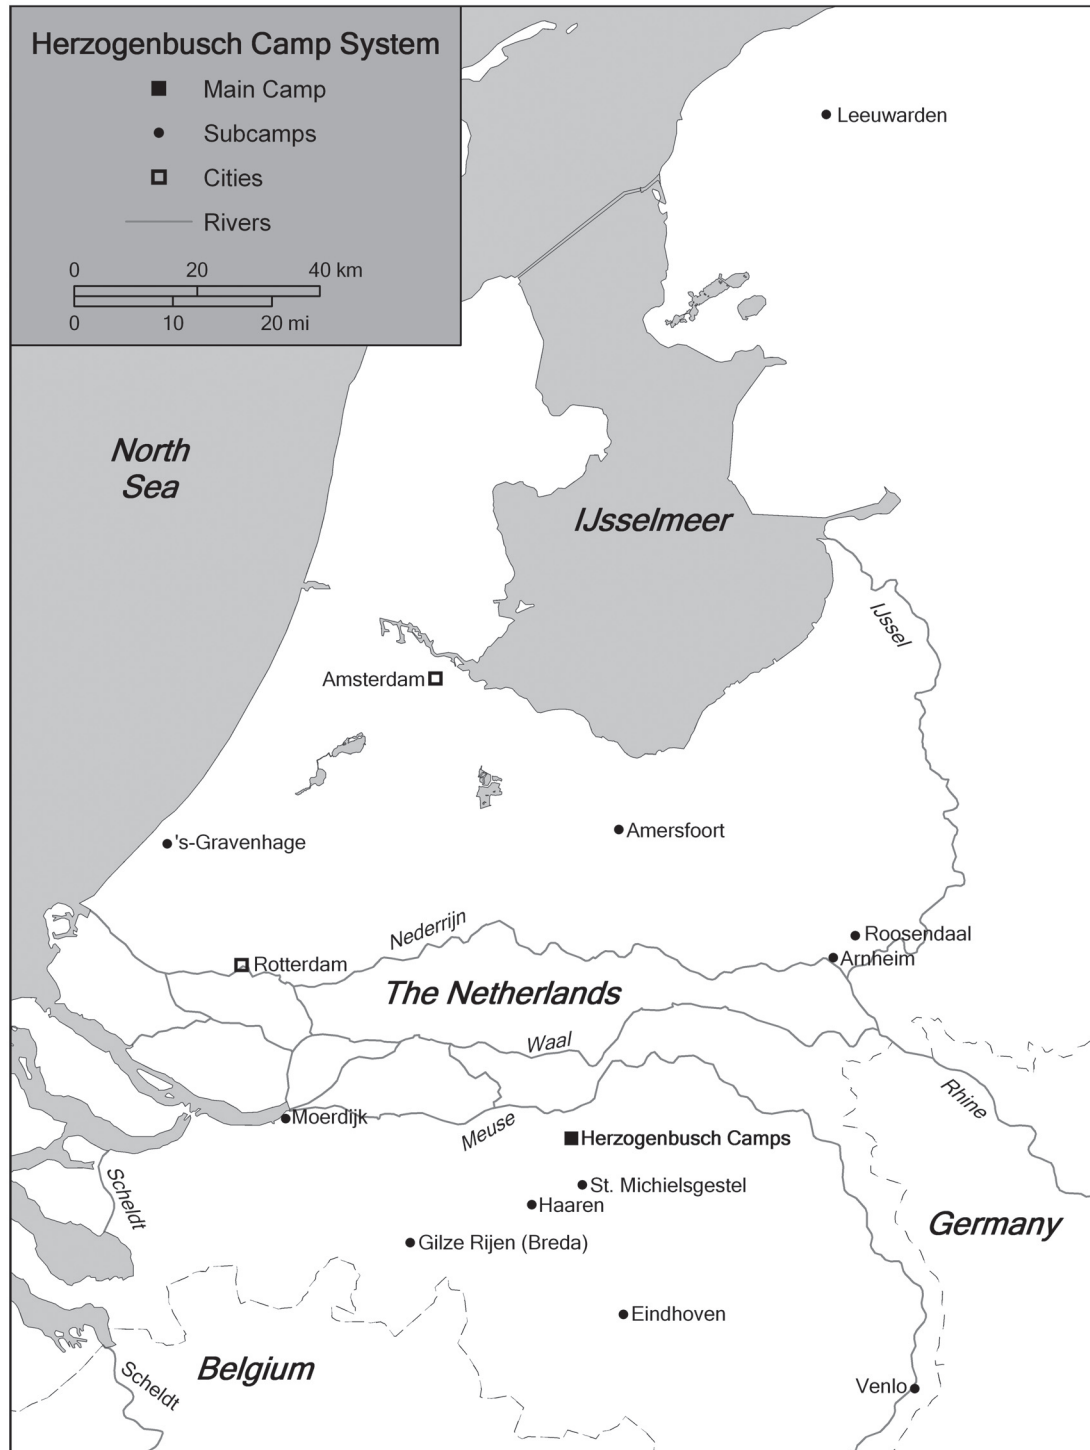 Herzogenbusch Camp System
Main Camp
Subcamps
Cities
Rivers
0 20 40 km
0 10 20 mi
Leeuwarden
North
Sea
IJsselmeer
IJssel
Amsterdam
's-Gravenhage
Amersfoort
Nederrijn
Roosendaal
Arnheim
Rotterdam
The Netherlands
Waal
Rhine
Moerdijk
Meuse
Herzogenbusch Camps
Scheldt
St. Michielsgestel
Haaren
Germany
Gilze Rijen (Breda)
Eindhoven
Belgium
Scheldt
Venlo